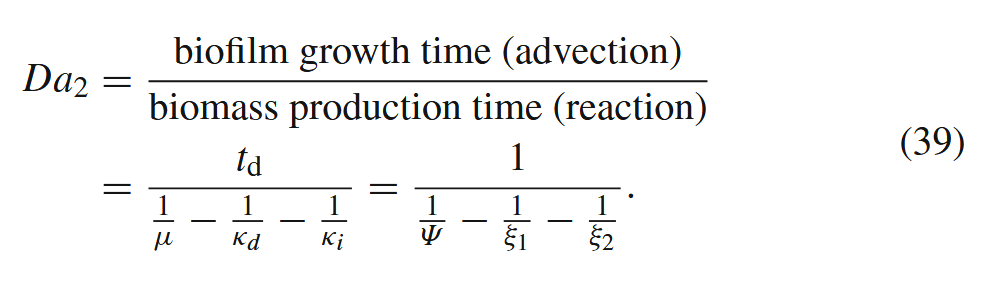 Da₂ = biofilm growth time (advection) / biomass production time (reaction)
= t_d / (1/μ − 1/κ_d − 1/κ_i) = 1 / (1/Ψ − 1/ξ₁ − 1/ξ₂).
(39)